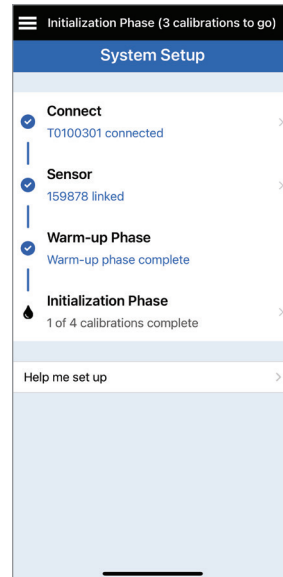 Initialization Phase (3 calibrations to go)
System Setup
Connect
T0100301 connected
Sensor
159878 linked
Warm-up Phase
Warm-up phase complete
Initialization Phase
1 of 4 calibrations complete
Help me set up